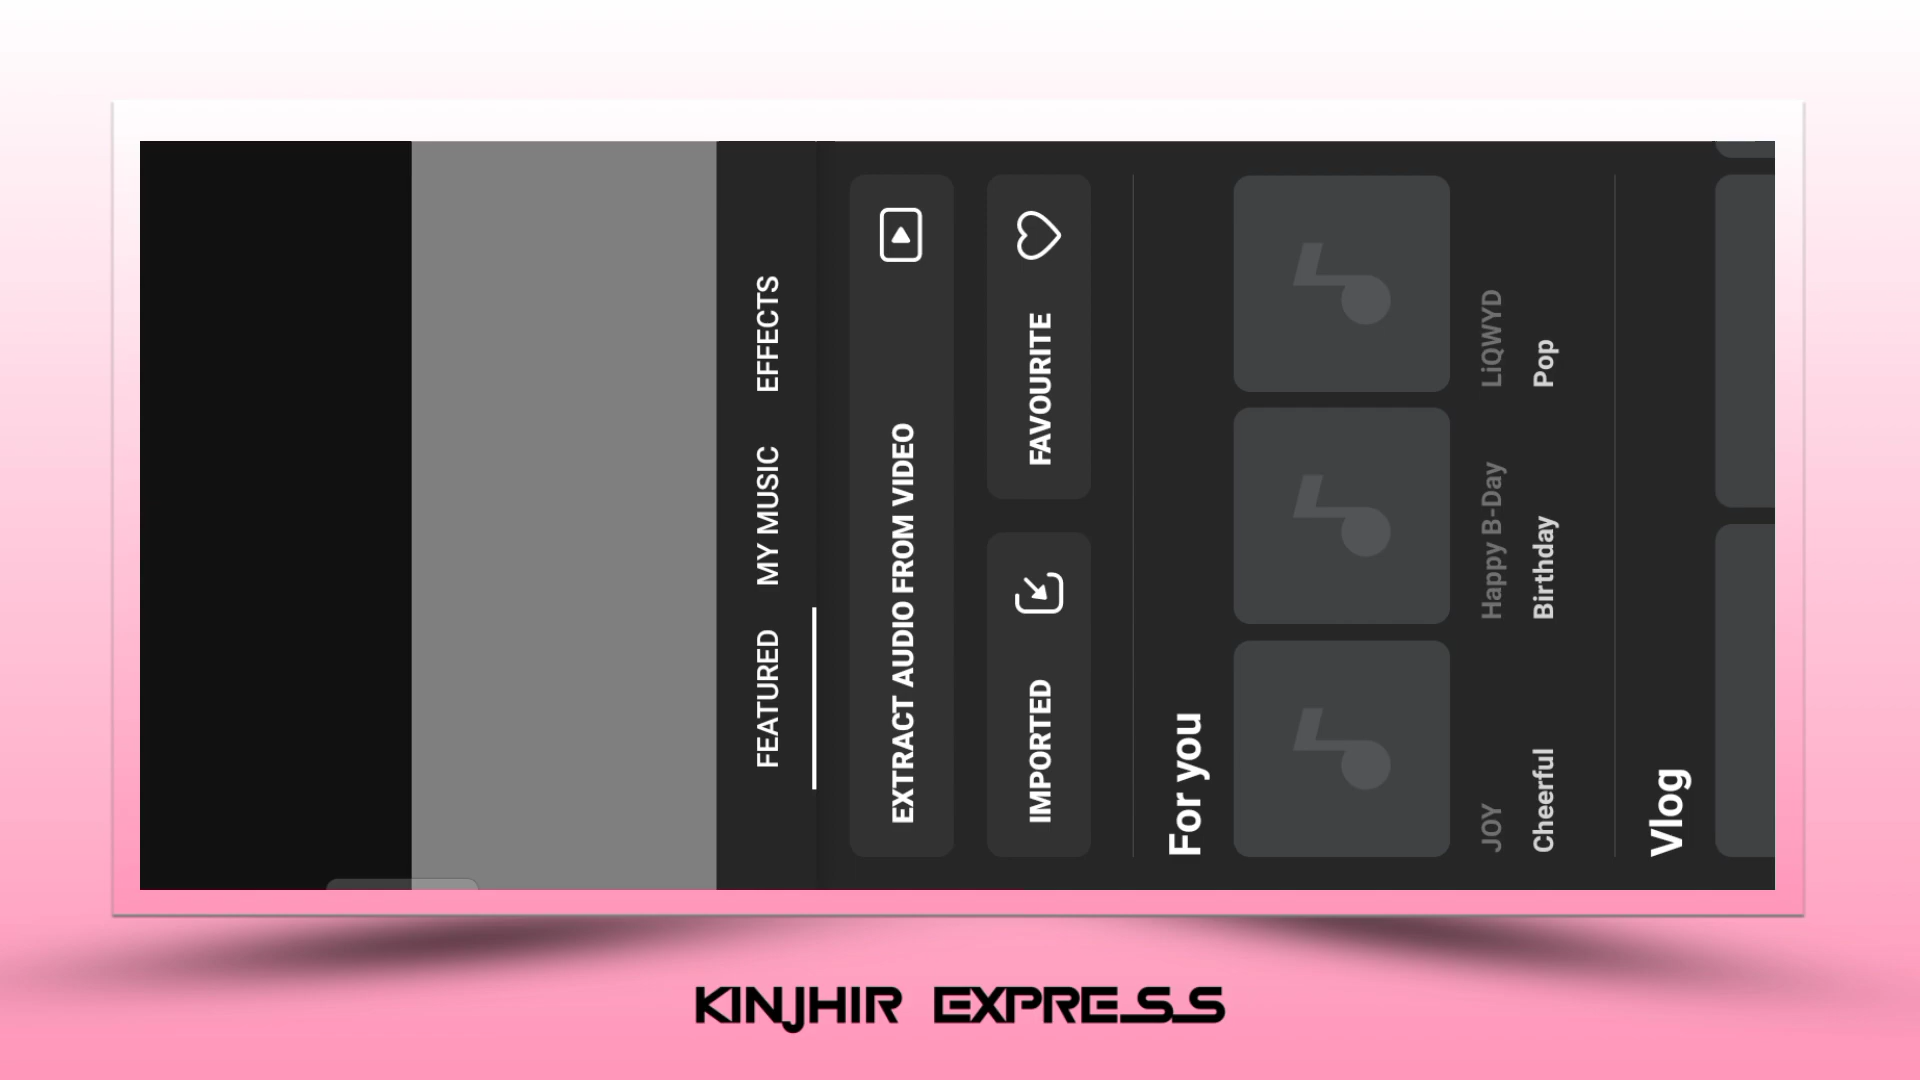 FEATURED MY MUSIC EFFECTS
EXTRACT AUDIO FROM VIDEO
IMPORTED
FAVOURITE
For you
JOY
Cheerful
Happy B-Day
Birthday
LiQWYD
Pop
Vlog
KINJHIR EXPRESS